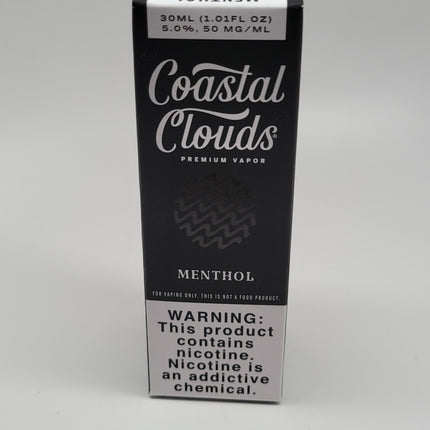 MENTHOL
30ML (1.01FL OZ)
5.0%, 50 MG/ML
Coastal
Clouds®
PREMIUM VAPOR
MENTHOL
FOR VAPING ONLY, THIS IS NOT A FOOD PRODUCT.
WARNING:
This product
contains
nicotine.
Nicotine is
an addictive
chemical.